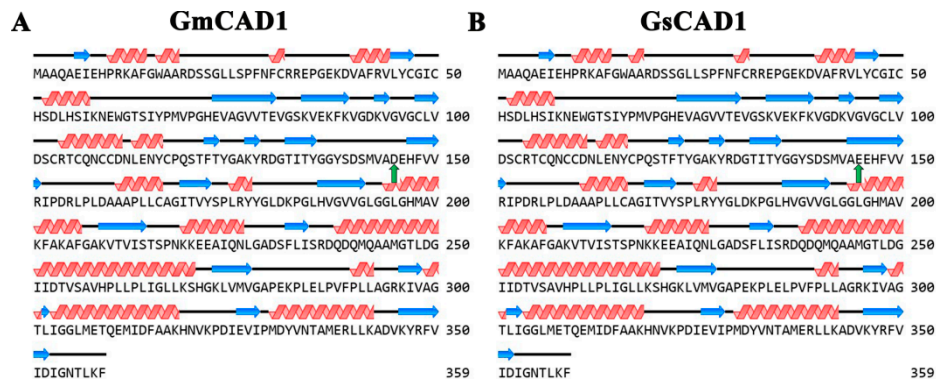 A GmCAD1
MAAQAEIEHPRKAFGWAARDSSGLLSPFNFCRREPGEKDVAFRVLYCGIC 50
HSDLHSIKNEWGTSIYPMVPGHEVAGVVTEVGSKVEKFKVGDKVGVGCLV 100
DSCRTCQNCCDNLENYCPQSTFTYGAKYRDGTITYGGYSDSMVADEHFVV 150
RIPDRLPLDAAAPLLCAGITVYSPLRYYGLDKPGLHVGVVGLGGLGHMAV 200
KFAKAFGAKVTVISTSPNKKEEAIQNLGADSFLISRDQDQMQAAMGTLDG 250
IIDTVSAVHPLLPLIGLLKSHGKLVMVGAPEKPLELPVFPLLAGRKIVAG 300
TLIGGLMETQEMIDFAAKHNVKPDIEVIPMDYVNTAMERLLKADVKYRFV 350
IDIGNTLKF 359
B GsCAD1
MAAQAEIEHPRKAFGWAARDSSGLLSPFNFCRREPGEKDVAFRVLYCGIC 50
HSDLHSIKNEWGTSIYPMVPGHEVAGVVTEVGSKVEKFKVGDKVGVGCLV 100
DSCRTCQNCCDNLENYCPQSTFTYGAKYRDGTITYGGYSDSMVAEEHFVV 150
RIPDRLPLDAAAPLLCAGITVYSPLRYYGLDKPGLHVGVVGLGGLGHMAV 200
KFAKAFGAKVTVISTSPNKKEEAIQNLGADSFLISRDQDQMQAAMGTLDG 250
IIDTVSAVHPLLPLIGLLKSHGKLVMVGAPEKPLELPVFPLLAGRKIVAG 300
TLIGGLMETQEMIDFAAKHNVKPDIEVIPMDYVNTAMERLLKADVKYRFV 350
IDIGNTLKF 359